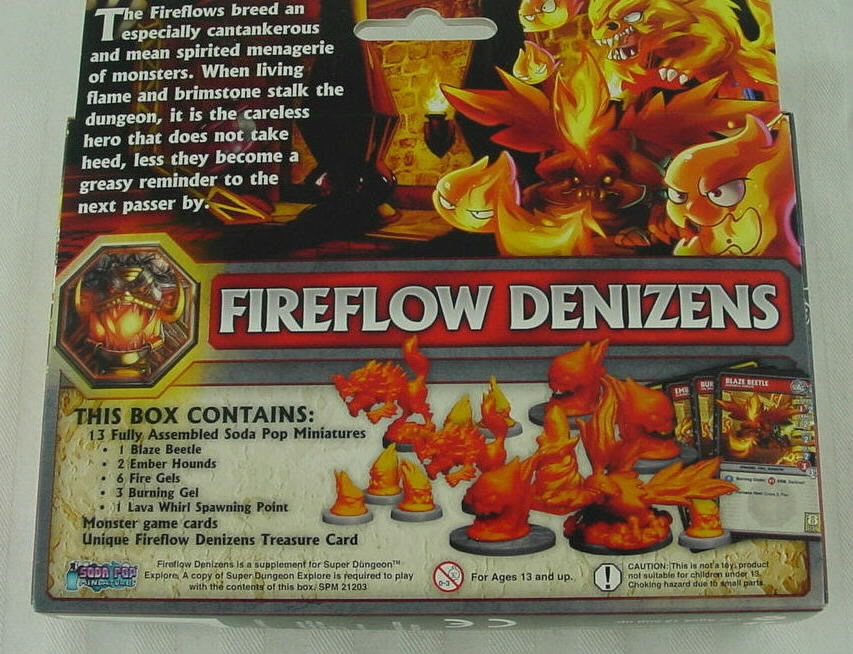 The Fireflows breed an
especially cantankerous
and mean spirited menagerie
of monsters. When living
flame and brimstone stalk the
dungeon, it is the careless
hero that does not take
heed, less they become a
greasy reminder to the
next passer by.
FIREFLOW DENIZENS
THIS BOX CONTAINS:
13 Fully Assembled Soda Pop Miniatures
• 1 Blaze Beetle
• 2 Ember Hounds
• 6 Fire Gels
• 3 Burning Gel
• 1 Lava Whirl Spawning Point
Monster game cards
Unique Fireflow Denizens Treasure Card
EMB
BUR
BLAZE BEETLE
SODA POP
MINIATURES
Fireflow Denizens is a supplement for Super Dungeon™
Explore. A copy of Super Dungeon Explore is required to play
with the contents of this box. SPM 21203
0-3
For Ages 13 and up.
CAUTION: This is not a toy, product
not suitable for children under 13.
Choking hazard due to small parts
CE